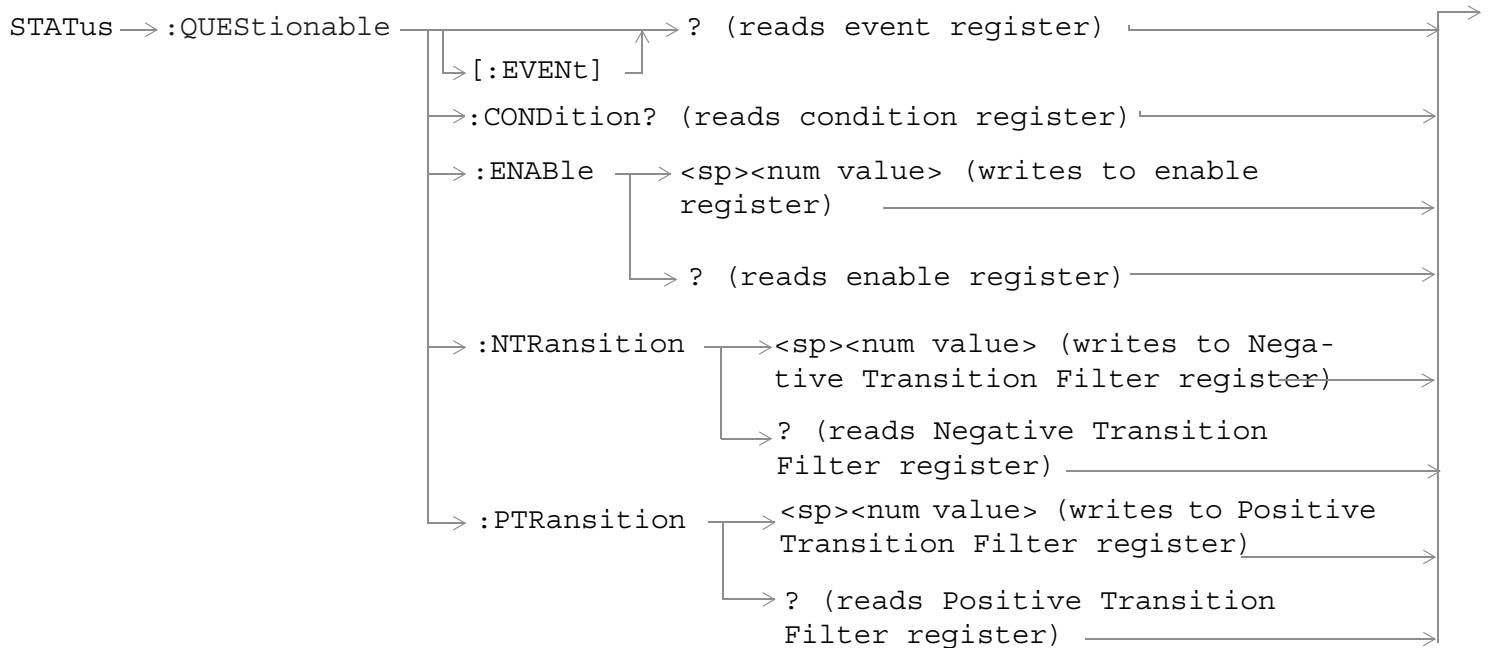 STATus :QUEStionable ? (reads event register)
[:EVENt]
:CONDition? (reads condition register)
:ENABle <sp><num value> (writes to enable
register)
? (reads enable register)
:NTRansition <sp><num value> (writes to Nega-
tive Transition Filter register)
? (reads Negative Transition
Filter register)
:PTRansition <sp><num value> (writes to Positive
Transition Filter register)
? (reads Positive Transition
Filter register)